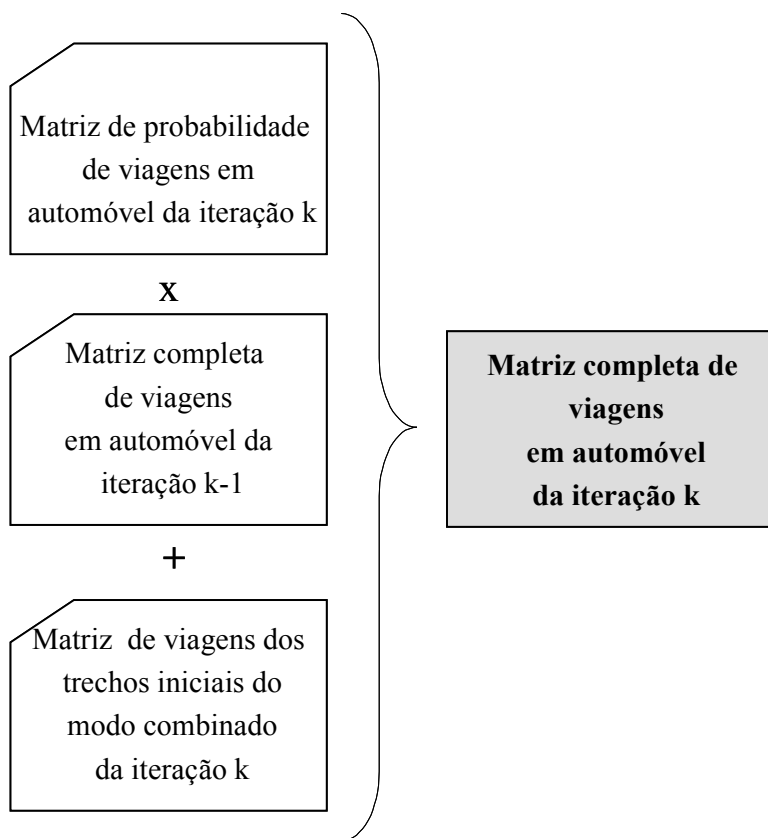 Matriz de probabilidade
de viagens em
automóvel da iteração k
x
Matriz completa
de viagens
em automóvel da
iteração k-1
+
Matriz de viagens dos
trechos iniciais do
modo combinado
da iteração k
Matriz completa de
viagens
em automóvel
da iteração k